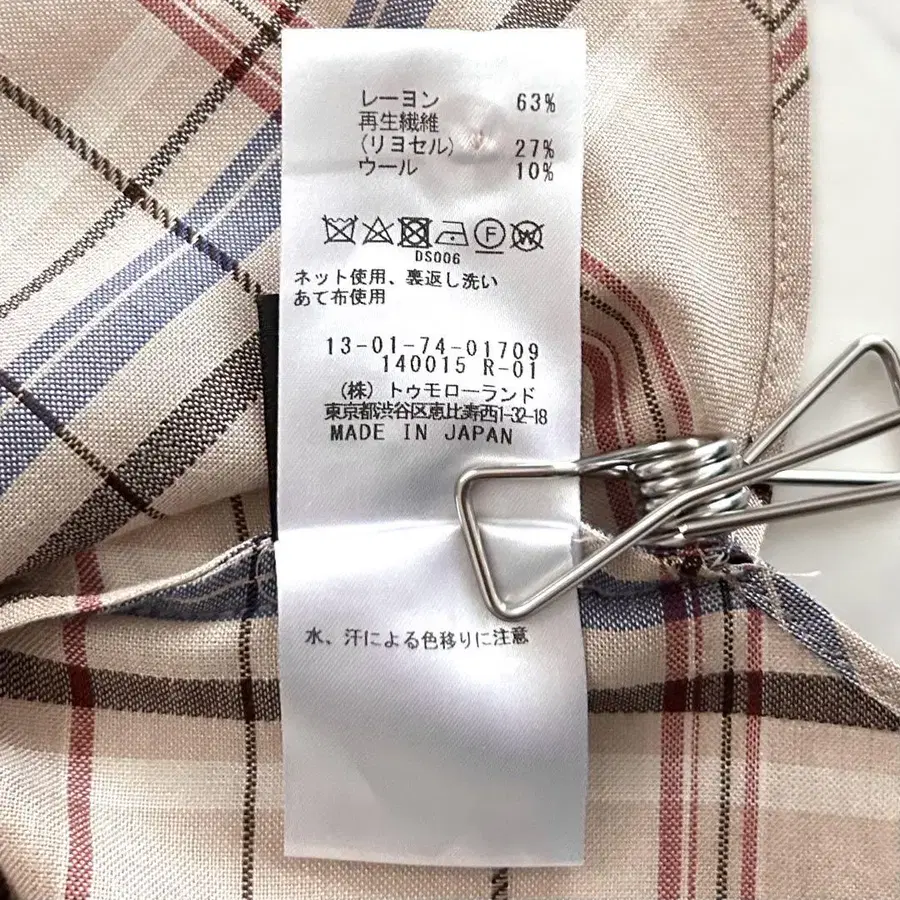 レーヨン 63%
再生繊維
(リヨセル) 27%
ウール 10%
F W
DS006
ネット使用、裏返し洗い
あて布使用
13-01-74-01709
140015 R-01
(株) トゥモローランド
東京都渋谷区恵比寿西1-32-18
MADE IN JAPAN
水、汗による色移りに注意